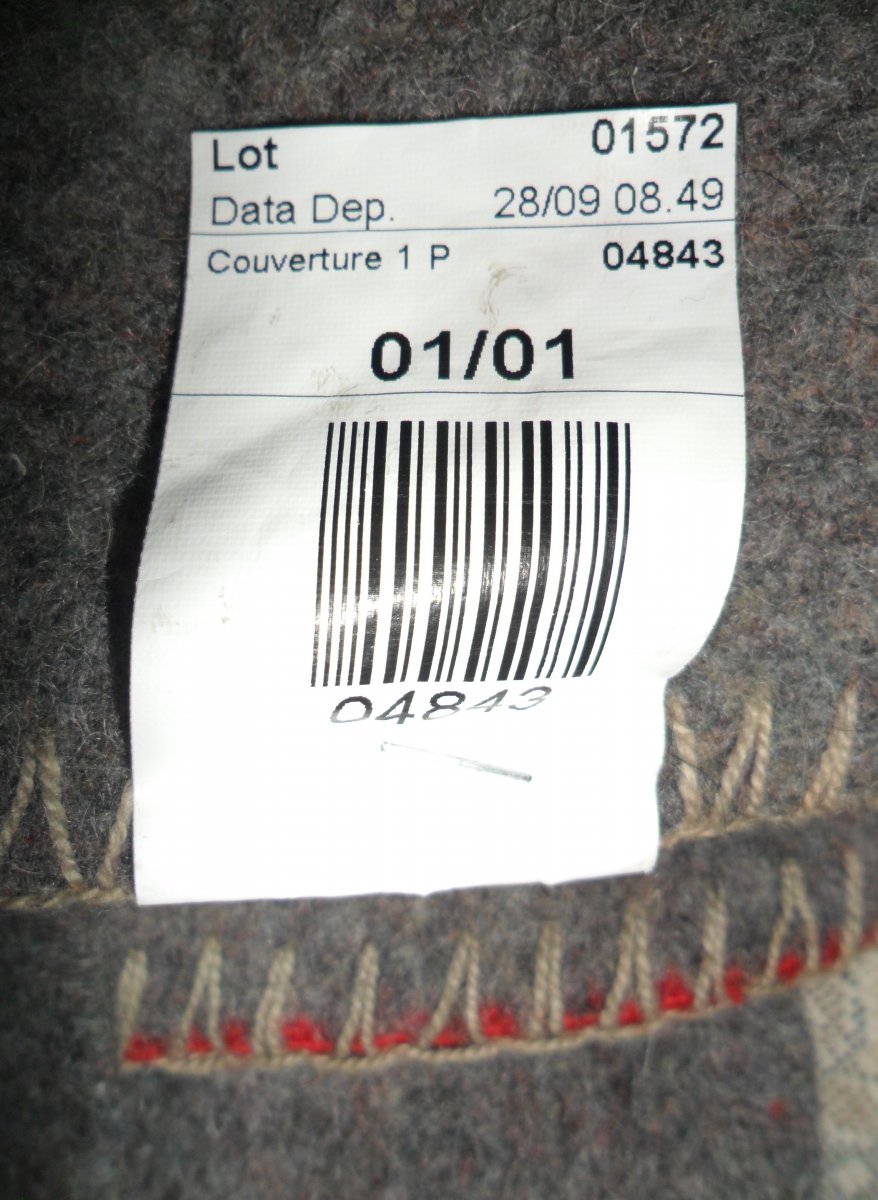 Lot 01572
Data Dep. 28/09 08.49
Couverture 1 P 04843
01/01
04843